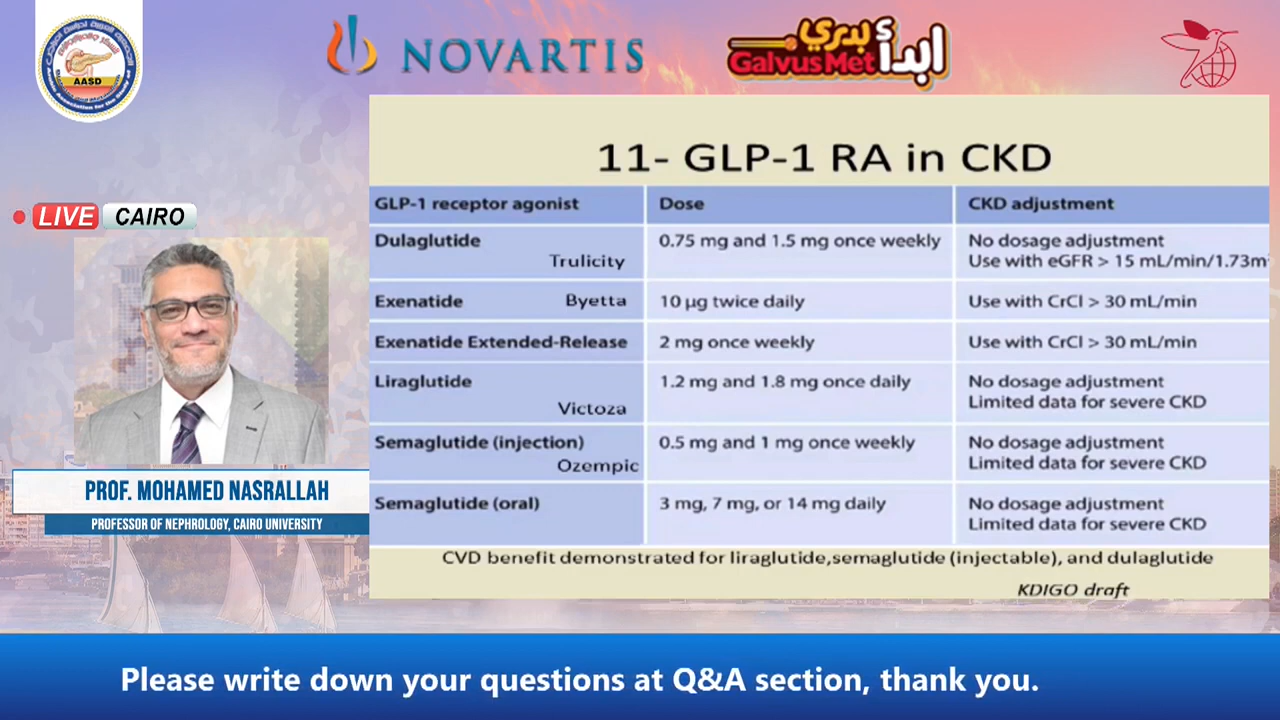 AASD
NOVARTIS
ابدأ بدري
GalvusMet
LIVE CAIRO
PROF. MOHAMED NASRALLAH
PROFESSOR OF NEPHROLOGY, CAIRO UNIVERSITY
11- GLP-1 RA in CKD
GLP-1 receptor agonist Dose CKD adjustment
Dulaglutide 0.75 mg and 1.5 mg once weekly No dosage adjustment
Trulicity Use with eGFR > 15 mL/min/1.73m
Exenatide Byetta 10 µg twice daily Use with CrCl > 30 mL/min
Exenatide Extended-Release 2 mg once weekly Use with CrCl > 30 mL/min
Liraglutide 1.2 mg and 1.8 mg once daily No dosage adjustment
Victoza Limited data for severe CKD
Semaglutide (injection) 0.5 mg and 1 mg once weekly No dosage adjustment
Ozempic Limited data for severe CKD
Semaglutide (oral) 3 mg, 7 mg, or 14 mg daily No dosage adjustment
Limited data for severe CKD
CVD benefit demonstrated for liraglutide,semaglutide (injectable), and dulaglutide
KDIGO draft
Please write down your questions at Q&A section, thank you.